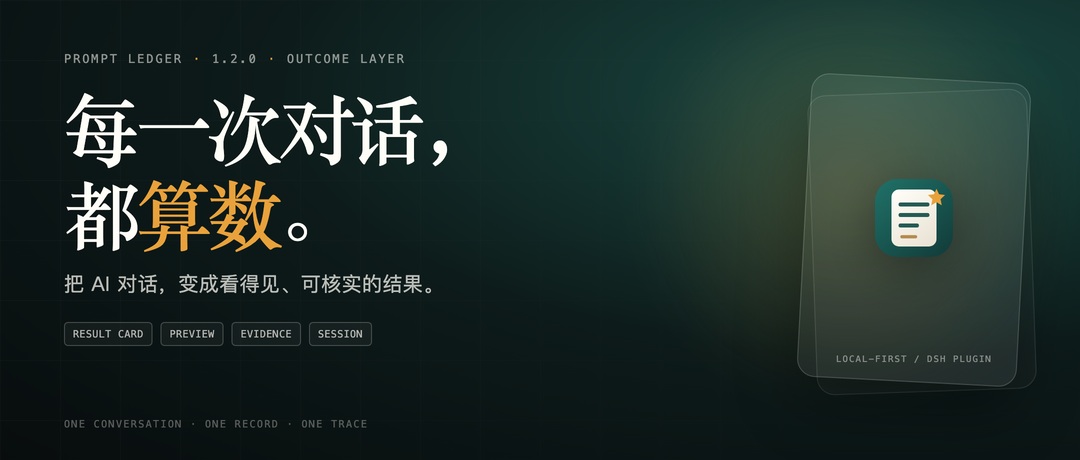 PROMPT LEDGER · 1.2.0 · OUTCOME LAYER
每一次对话，
都算数。
把 AI 对话，变成看得见、可核实的结果。
RESULT CARD PREVIEW EVIDENCE SESSION
LOCAL-FIRST / DSH PLUGIN
ONE CONVERSATION · ONE RECORD · ONE TRACE